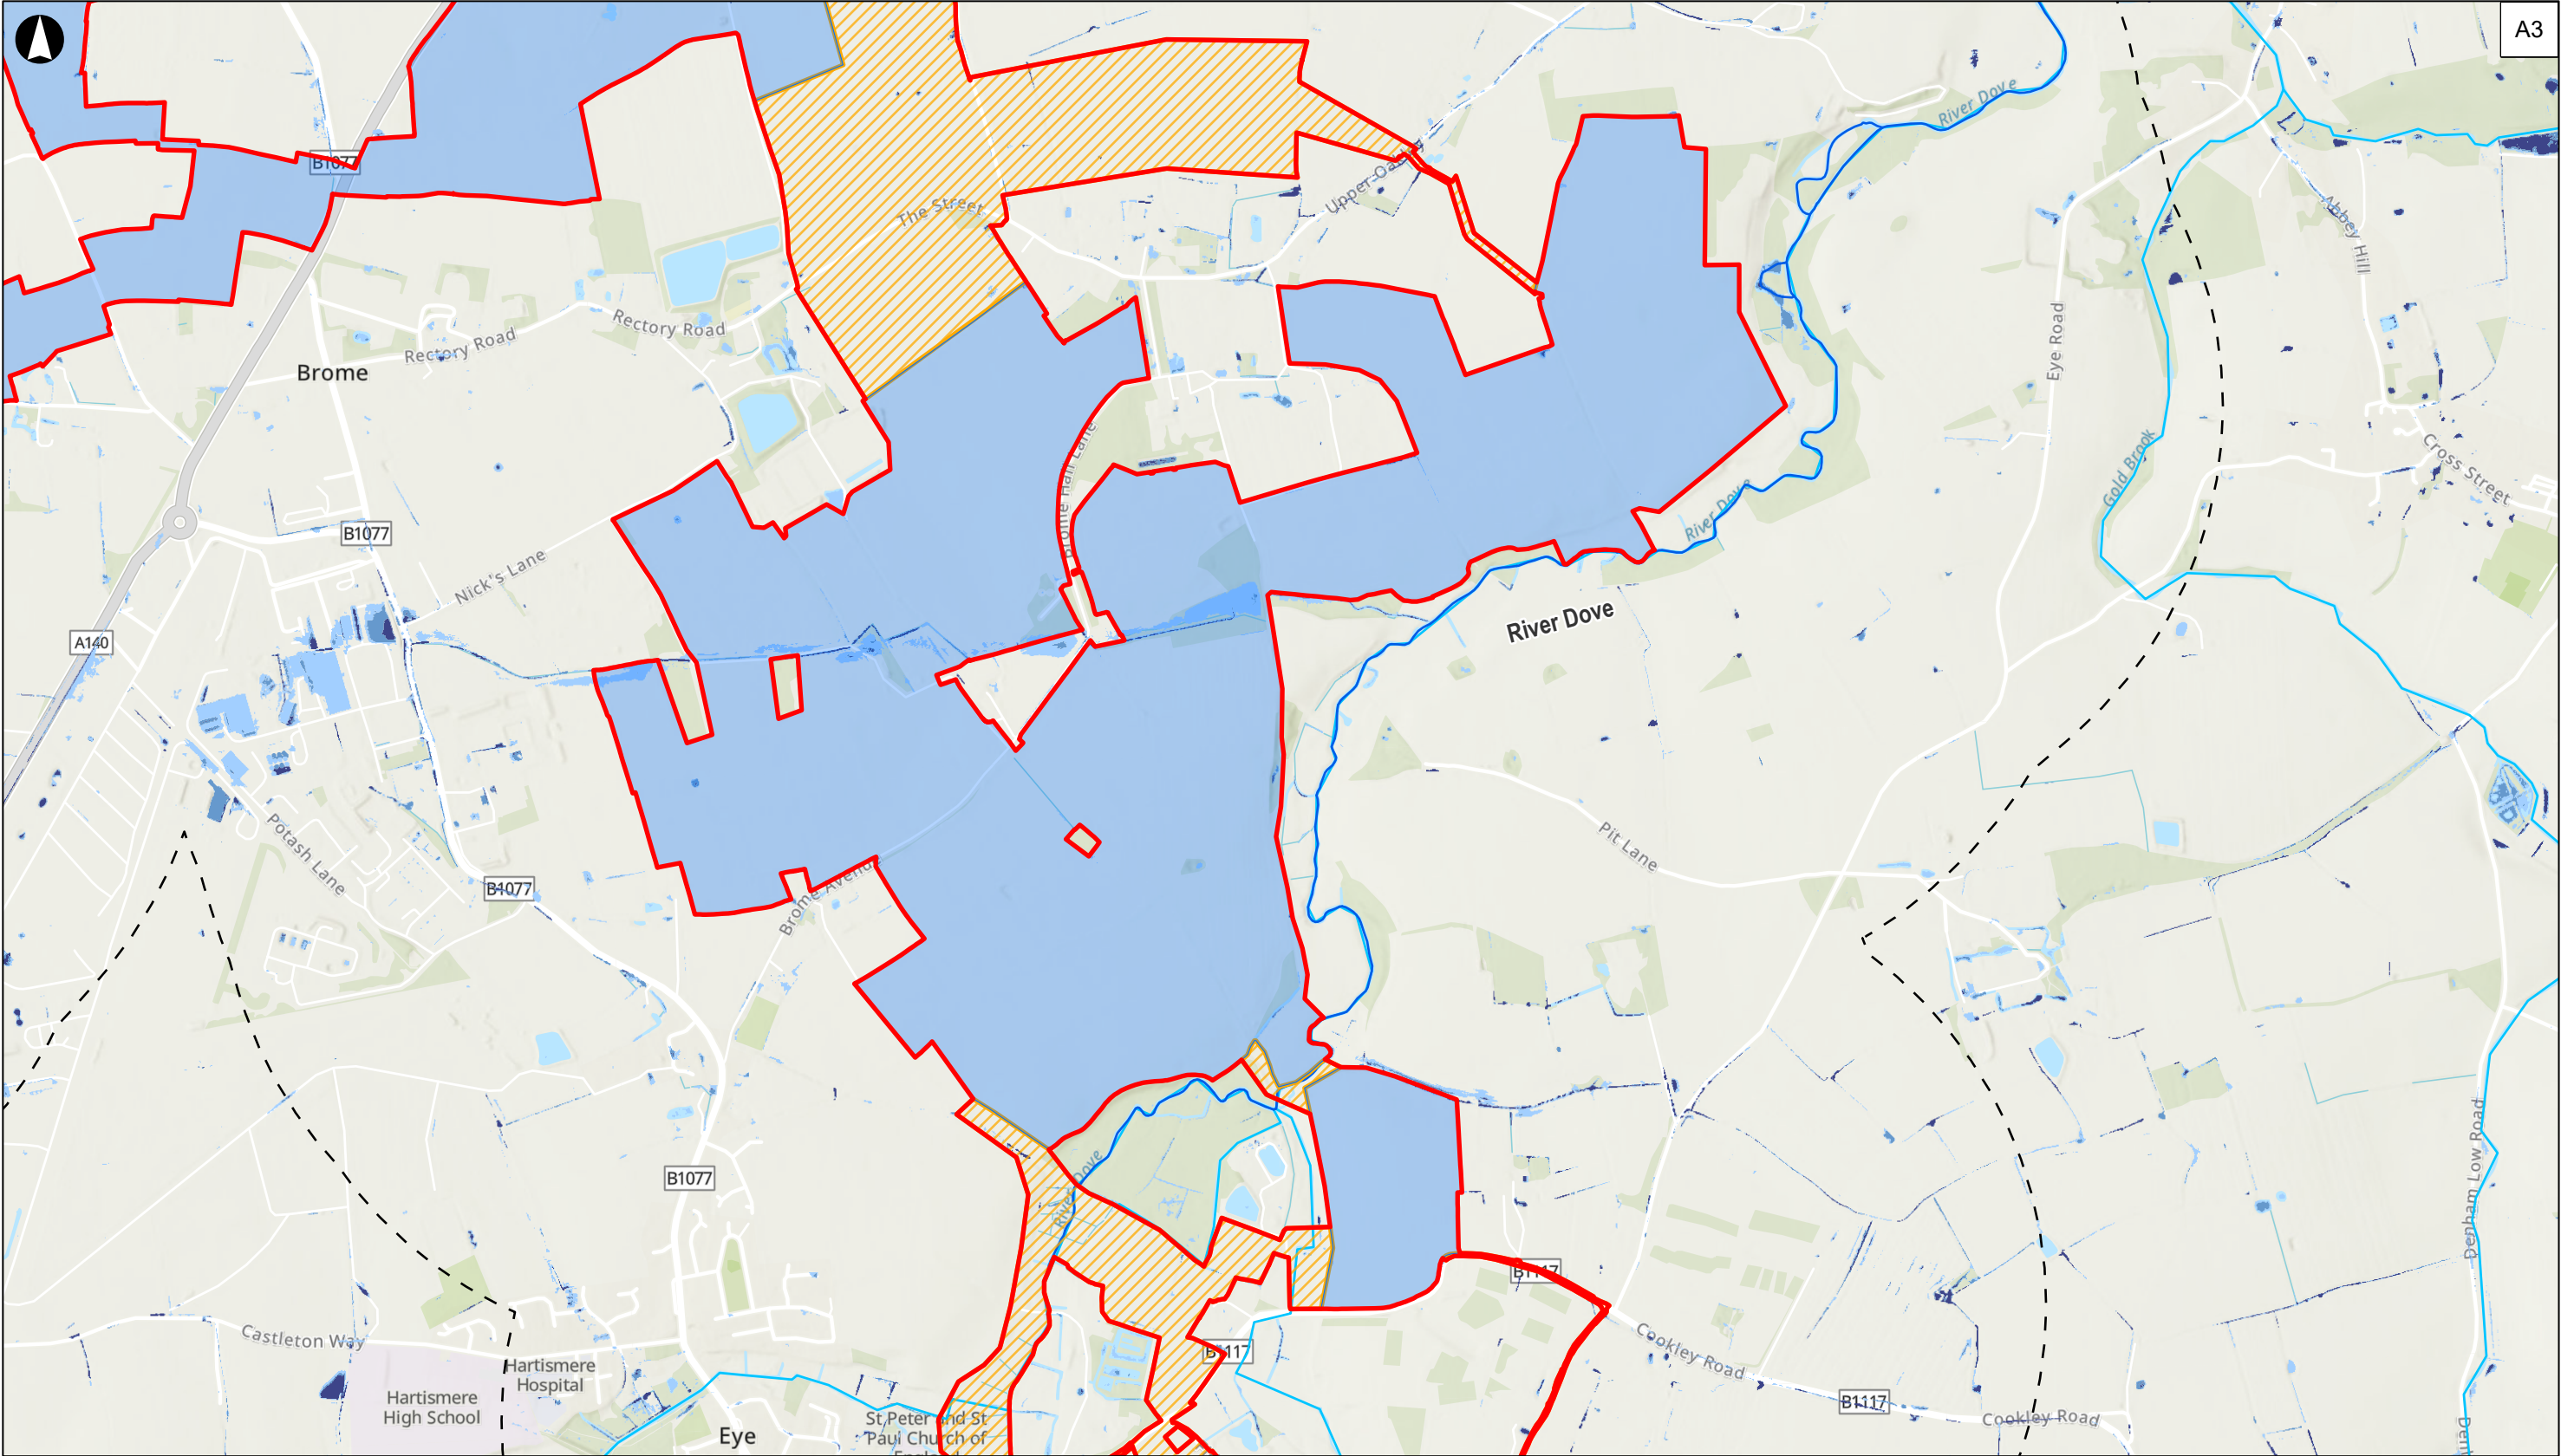 A3
River Dove
B1077
The Street
Upper Oakley
Abbey Hill
Rectory Road
Rectory Road
Brome
Eye Road
Brome Hall Lane
Gold Brook
Cross Street
River Dove
B1077
Nick's Lane
River Dove
A140
Potash Lane
Pit Lane
B1077
Brome Avenue
B1077
River Dove
Denham Low Road
B1117
Castleton Way
B1117
Cookley Road
Hartismere
Hospital
Hartismere
High School
B1117
Cookley Road
St Peter and St
Paul Church of
Eye